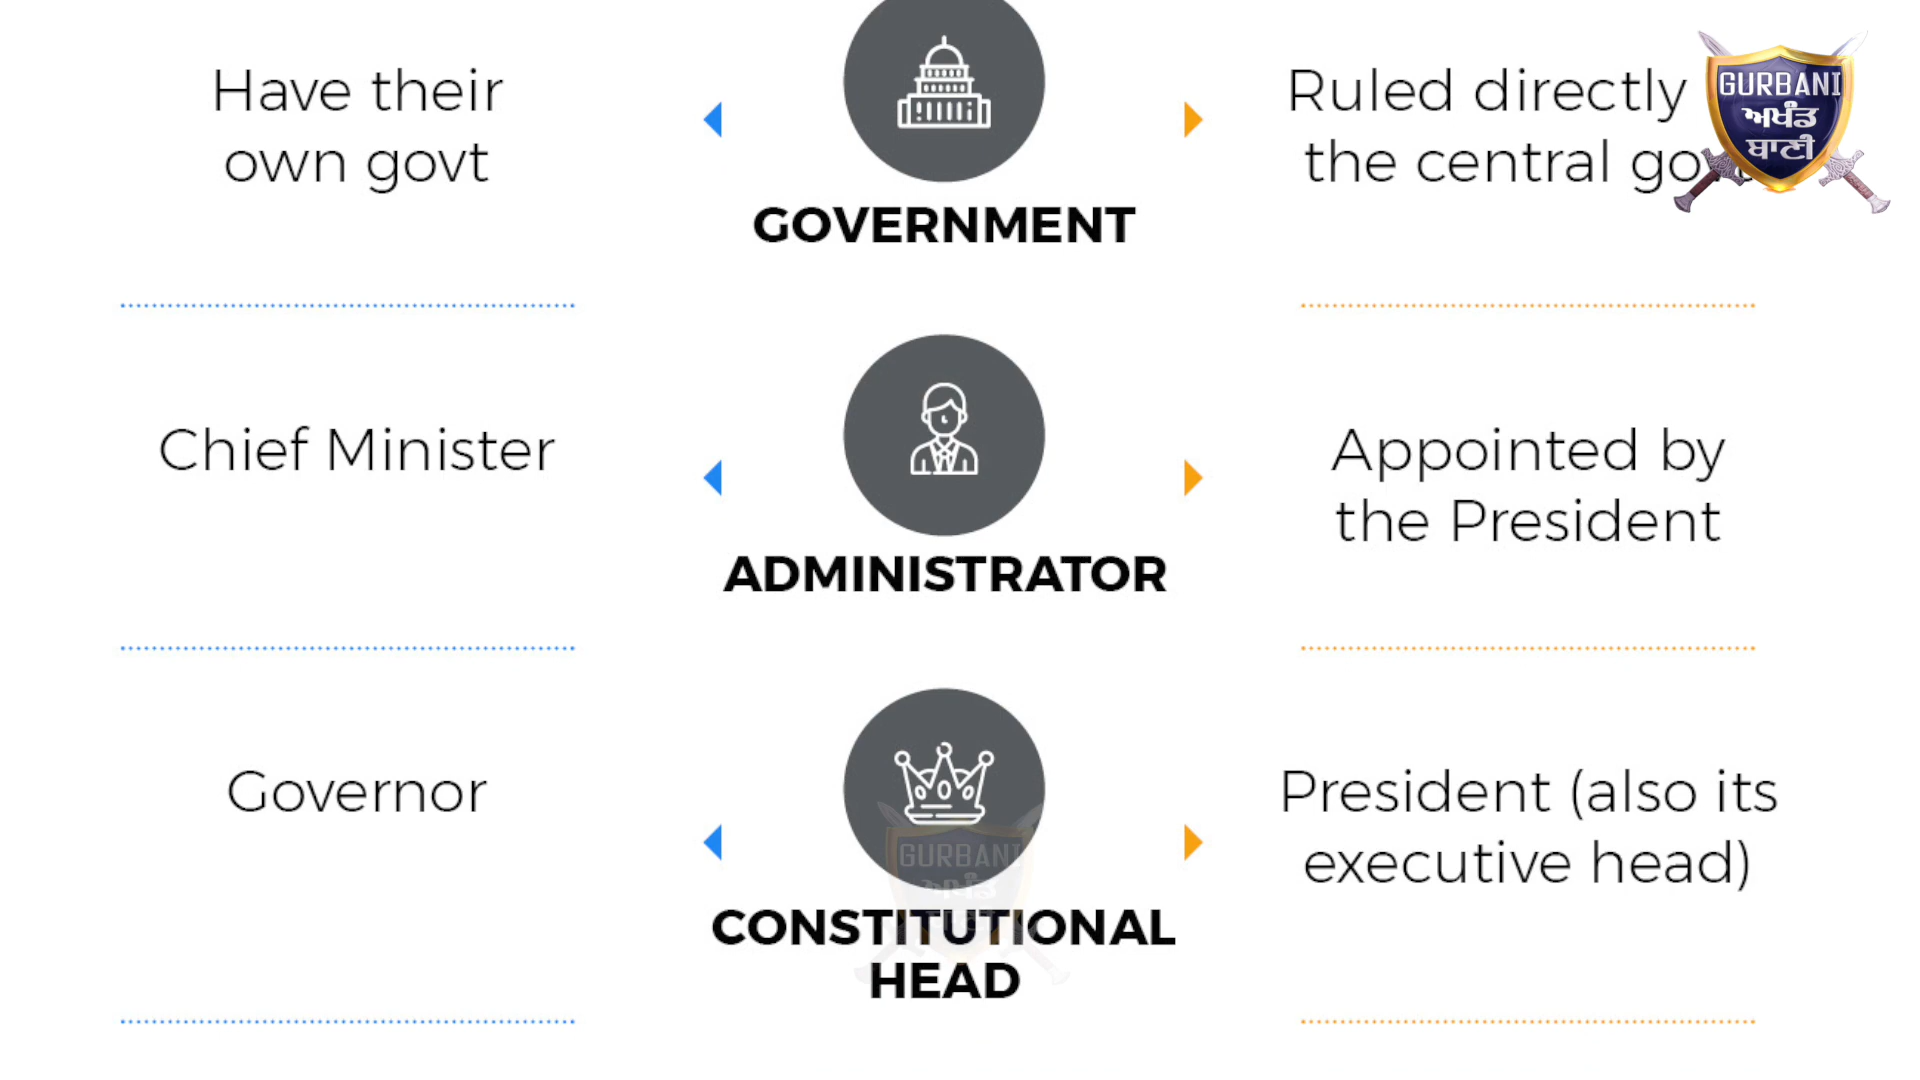 Have their
own govt
GOVERNMENT
Ruled directly
the central
GURBANI
ਅਖੰਡ
ਬਾਣੀ
Chief Minister
ADMINISTRATOR
Appointed by
the President
Governor
GURBANI
CONSTITUTIONAL
HEAD
President (also its
executive head)